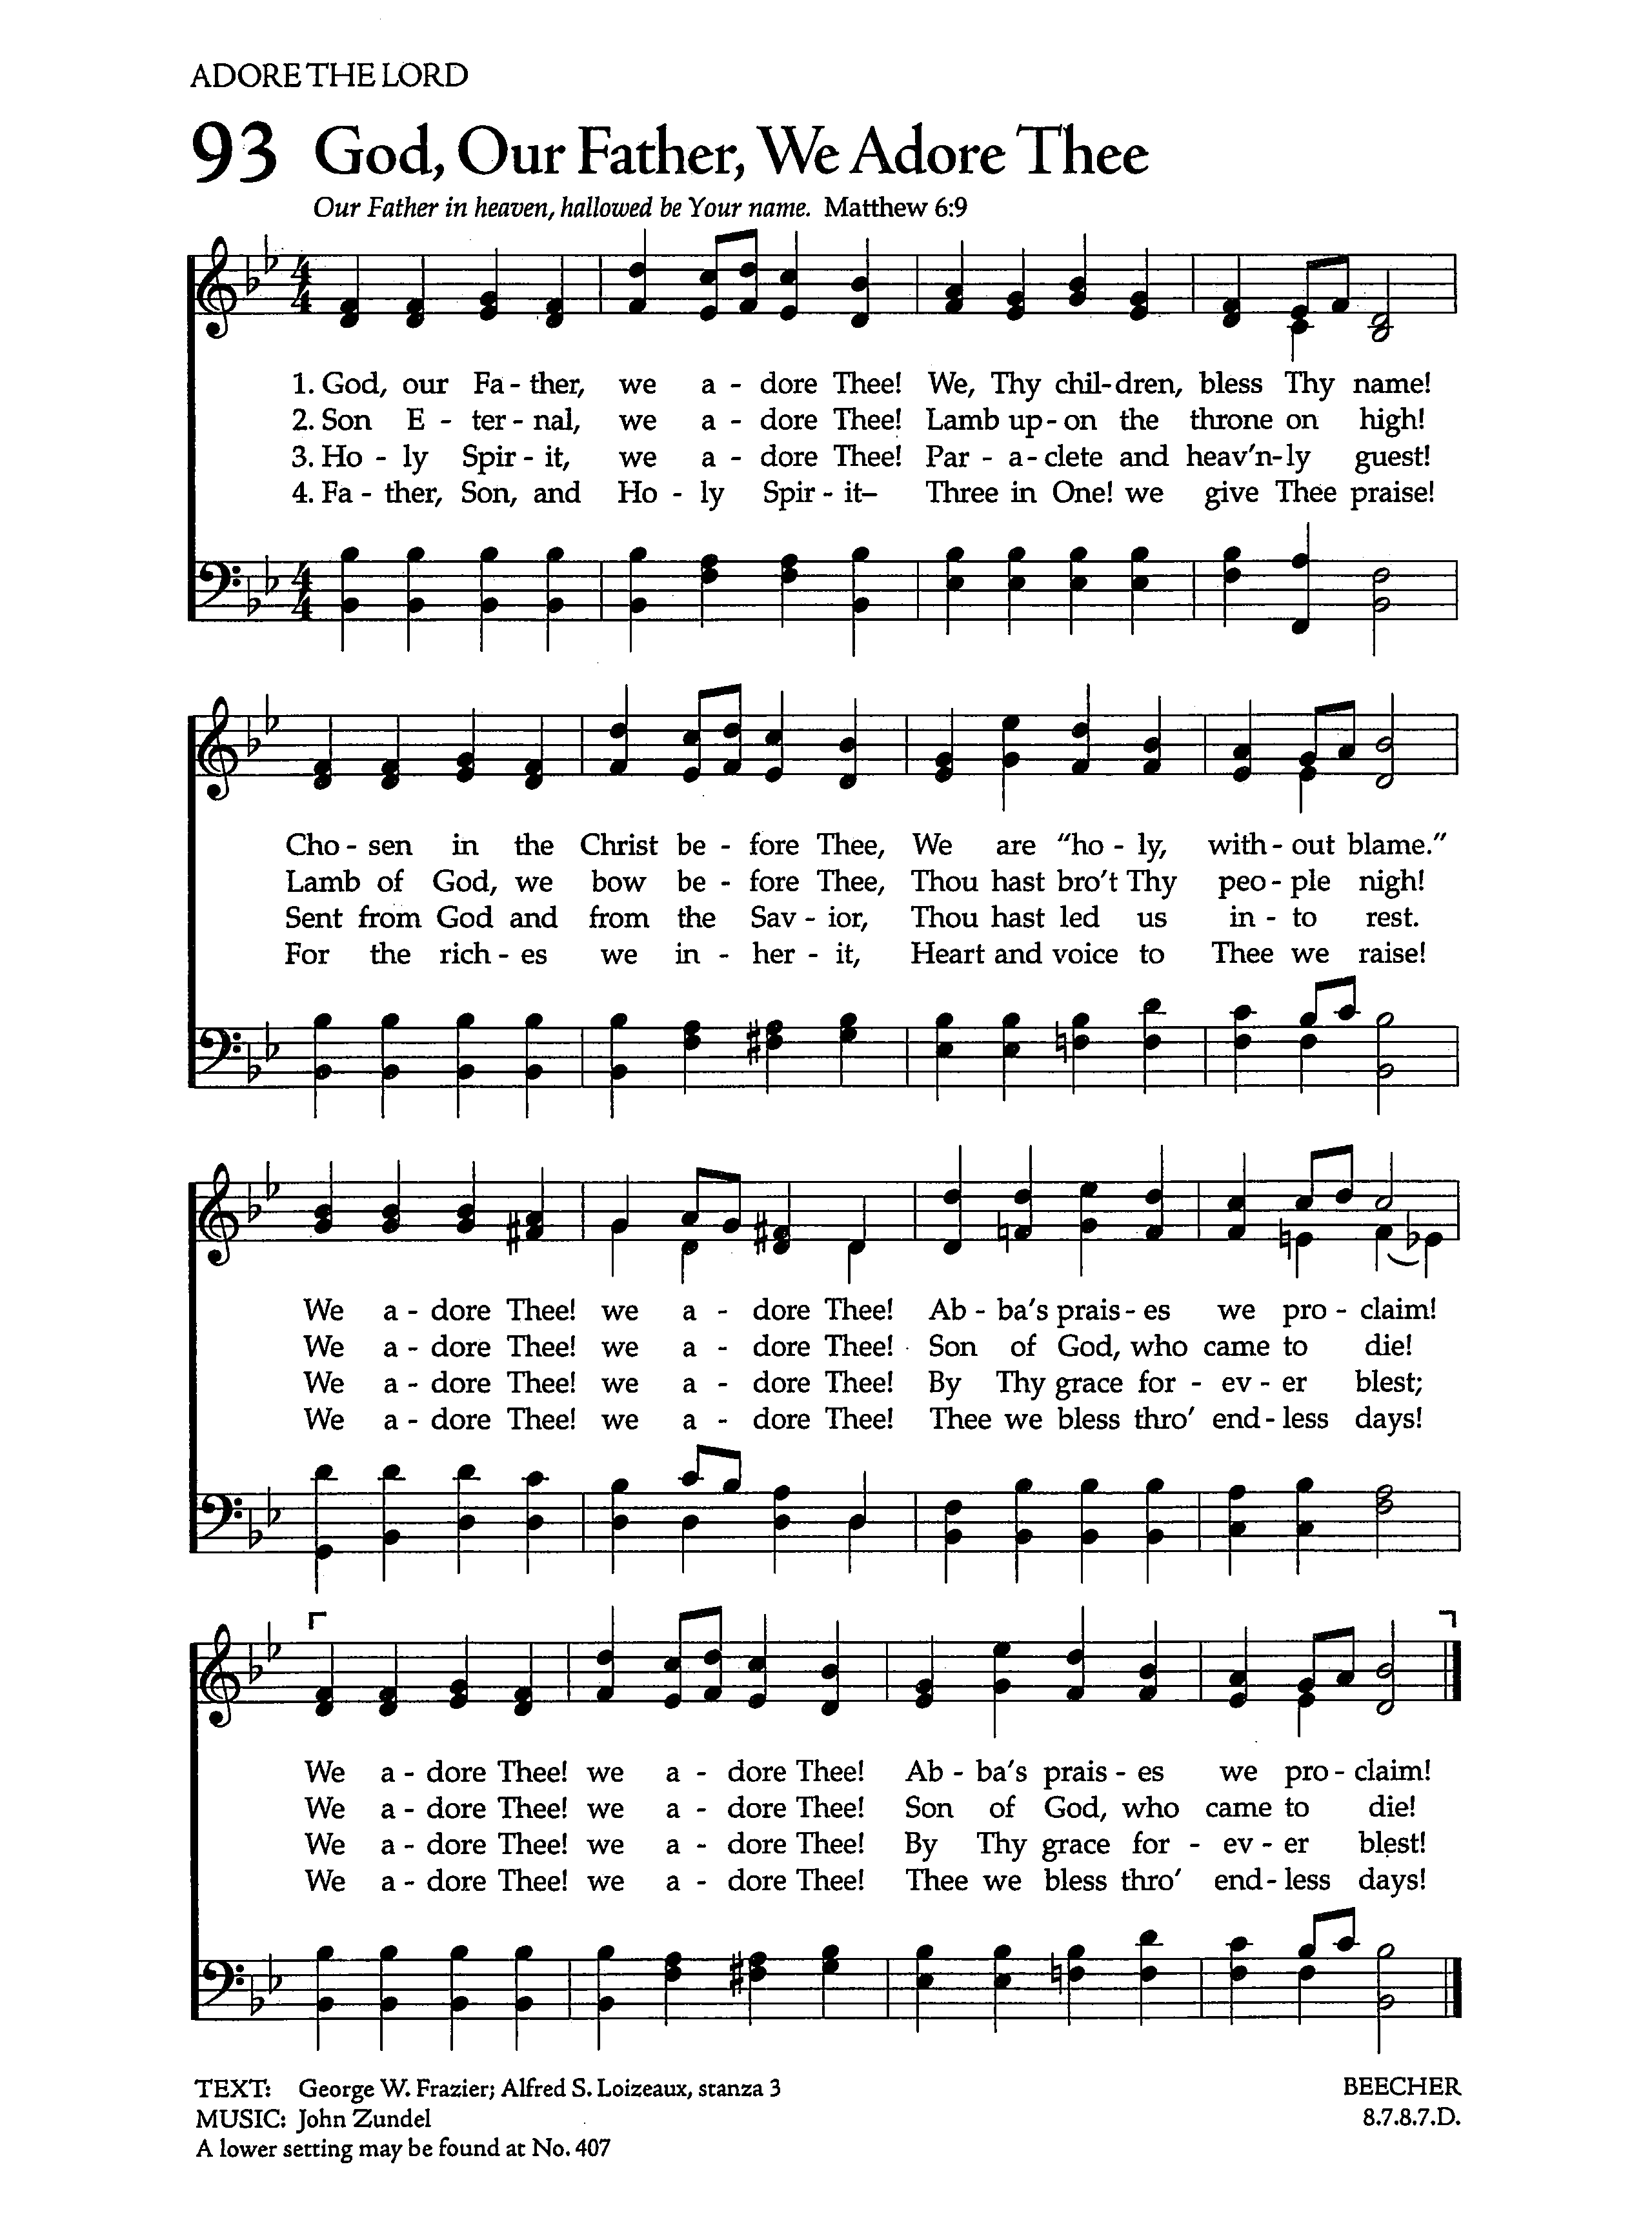 ADORE THE LORD
93 God, Our Father, We Adore Thee
Our Father in heaven, hallowed be Your name. Matthew 6:9
1. God, our Fa - ther, we a - dore Thee! We, Thy chil - dren, bless Thy name!
2. Son E - ter - nal, we a - dore Thee! Lamb up - on the throne on high!
3. Ho - ly Spir - it, we a - dore Thee! Par - a - clete and heav'n - ly guest!
4. Fa - ther, Son, and Ho - ly Spir - it– Three in One! we give Thee praise!
Cho - sen in the Christ be - fore Thee, We are "ho - ly, with - out blame."
Lamb of God, we bow be - fore Thee, Thou hast bro't Thy peo - ple nigh!
Sent from God and from the Sav - ior, Thou hast led us in - to rest.
For the rich - es we in - her - it, Heart and voice to Thee we raise!
We a - dore Thee! we a - dore Thee! Ab - ba's prais - es we pro - claim!
We a - dore Thee! we a - dore Thee! Son of God, who came to die!
We a - dore Thee! we a - dore Thee! By Thy grace for - ev - er blest;
We a - dore Thee! we a - dore Thee! Thee we bless thro' end - less days!
We a - dore Thee! we a - dore Thee! Ab - ba's prais - es we pro - claim!
We a - dore Thee! we a - dore Thee! Son of God, who came to die!
We a - dore Thee! we a - dore Thee! By Thy grace for - ev - er blest!
We a - dore Thee! we a - dore Thee! Thee we bless thro' end - less days!
TEXT: George W. Frazier; Alfred S. Loizeaux, stanza 3 BEECHER
MUSIC: John Zundel 8.7.8.7.D.
A lower setting may be found at No. 407